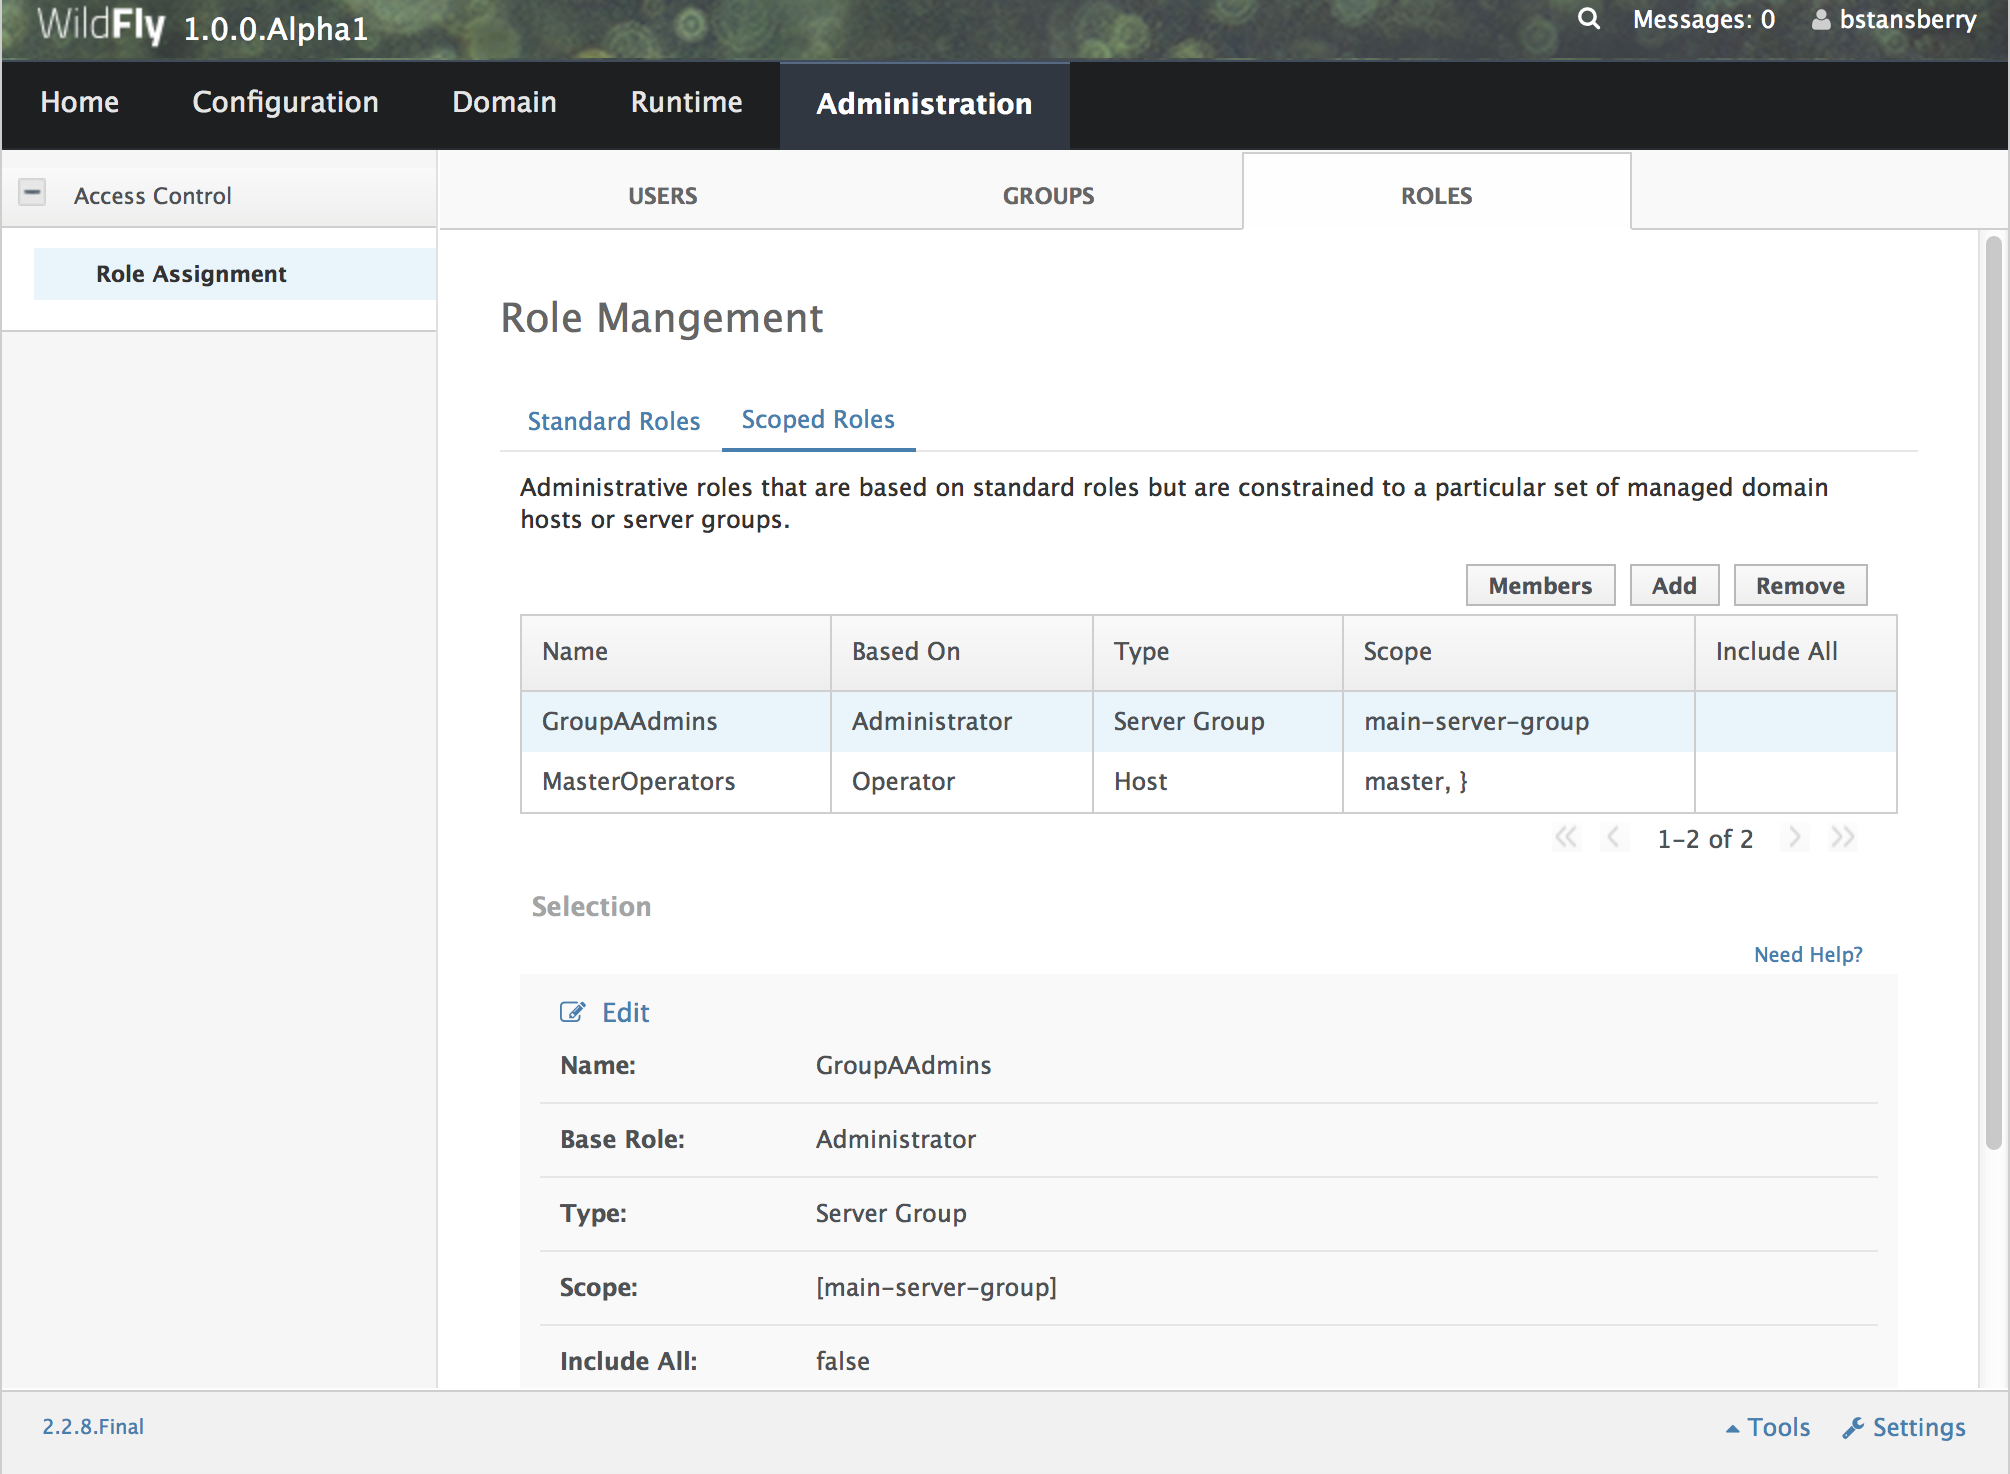 WildFly 1.0.0.Alpha1
Messages: 0 bstansberry
Home Configuration Domain Runtime Administration
Access Control
Role Assignment
USERS GROUPS ROLES
Role Mangement
Standard Roles Scoped Roles
Administrative roles that are based on standard roles but are constrained to a particular set of managed domain
hosts or server groups.
Members Add Remove
Name Based On Type Scope Include All
GroupAAdmins Administrator Server Group main-server-group
MasterOperators Operator Host master, }
1-2 of 2
Selection
Need Help?
Edit
Name: GroupAAdmins
Base Role: Administrator
Type: Server Group
Scope: [main-server-group]
Include All: false
2.2.8.Final
Tools Settings